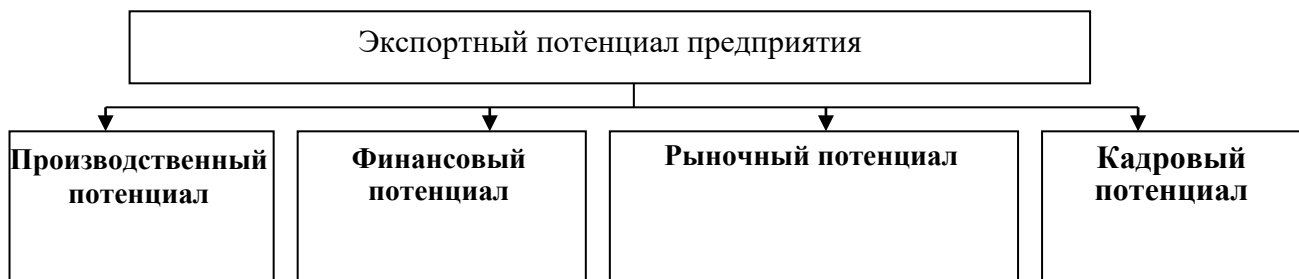 Экспортный потенциал предприятия
Производственный
потенциал
Финансовый
потенциал
Рыночный потенциал
Кадровый
потенциал